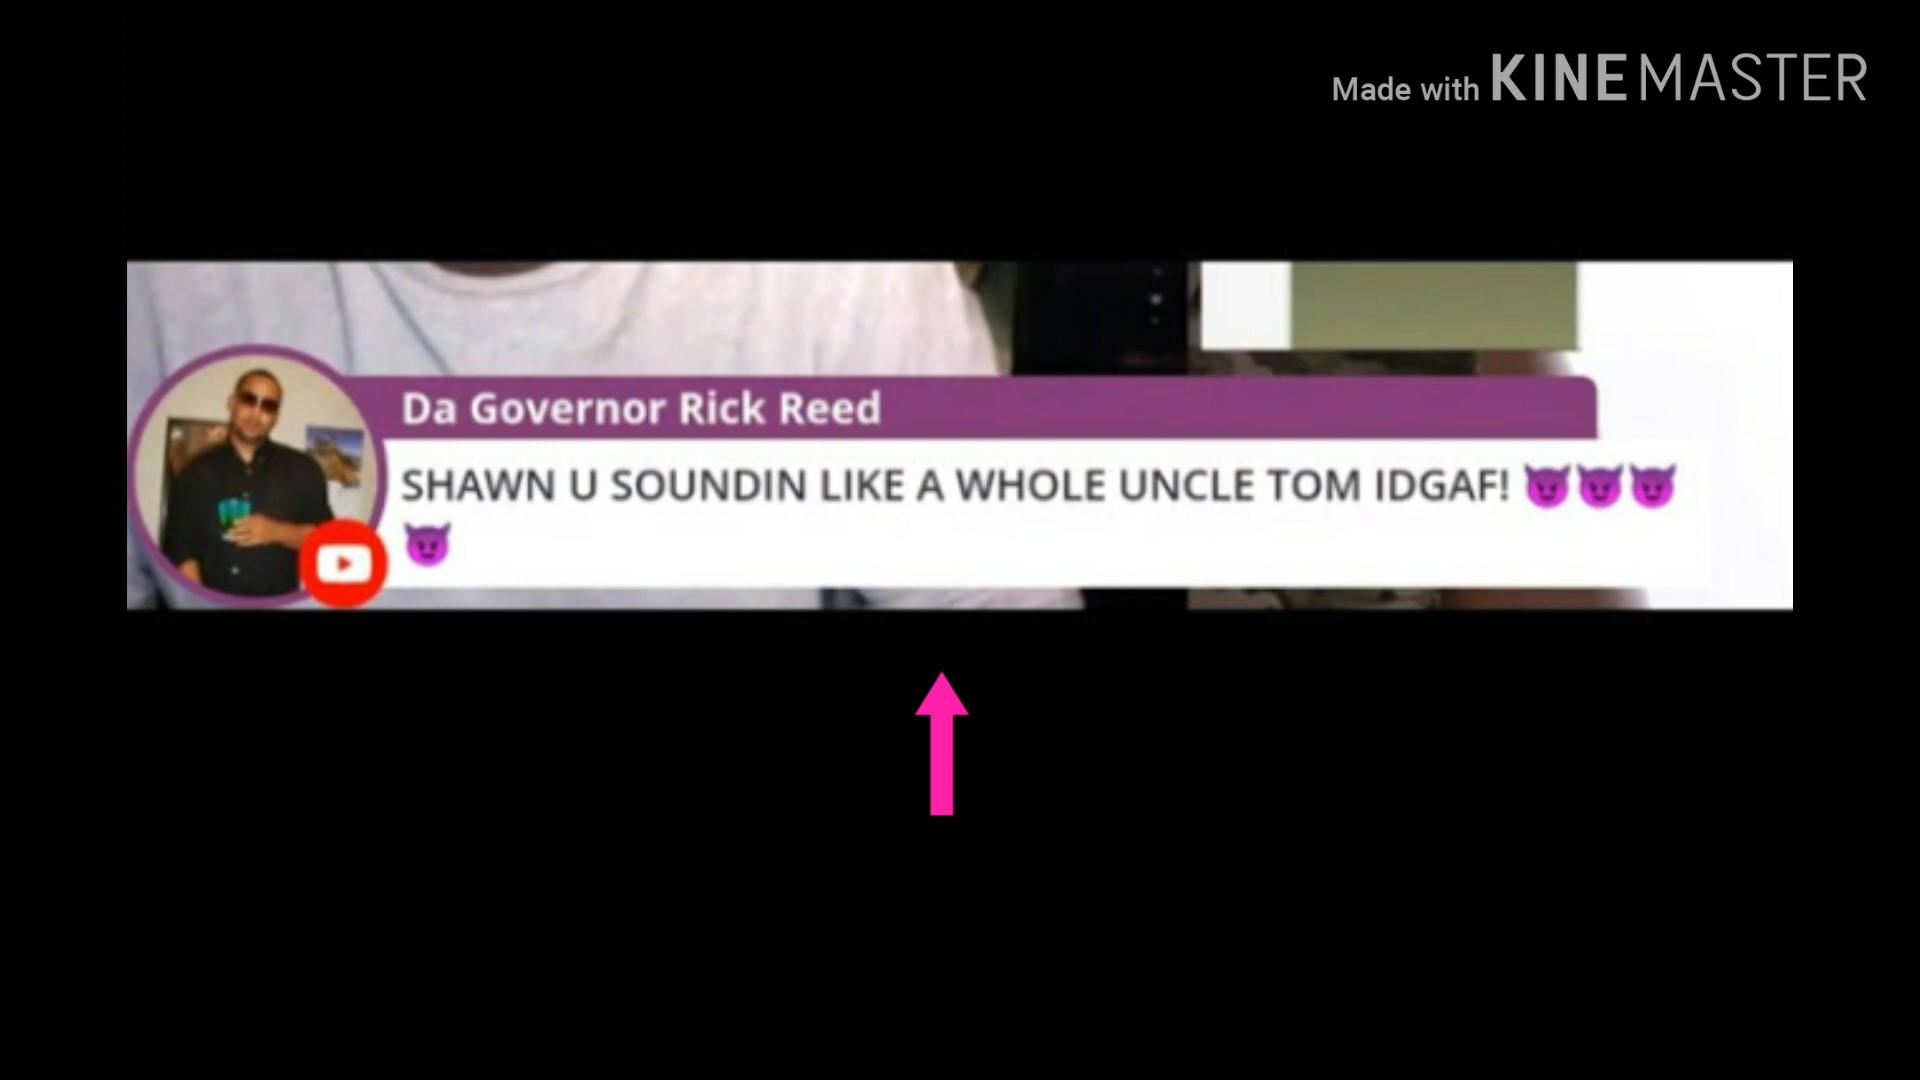 Made with KINEMASTER
Da Governor Rick Reed
SHAWN U SOUNDIN LIKE A WHOLE UNCLE TOM IDGAF! 😈😈😈
😈